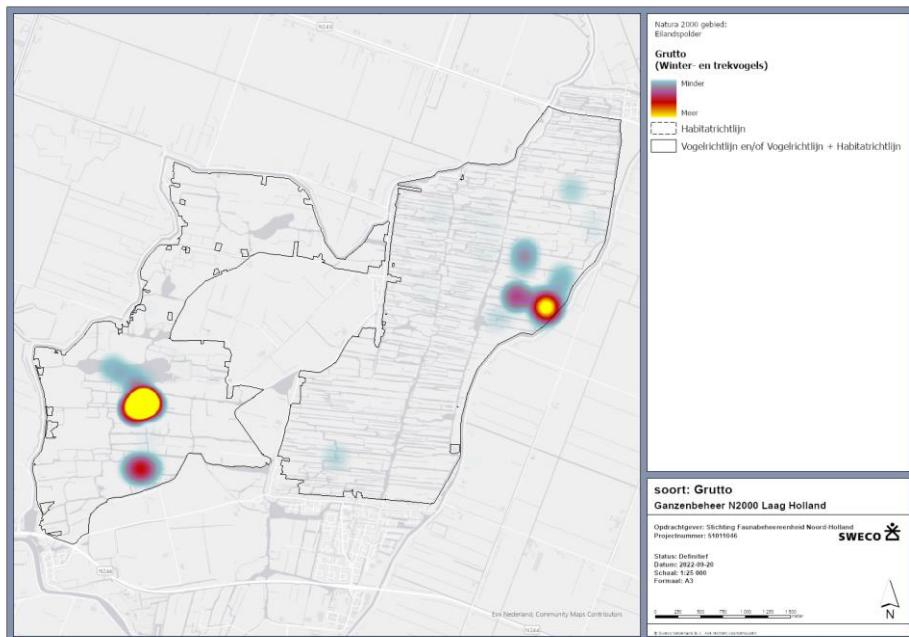 Natura 2000 gebied:
Eilandspolder
Grutto
(Winter- en trekvogels)
Minder
Meer
Habitatrichtlijn
Vogelrichtlijn en/of Vogelrichtlijn + Habitatrichtlijn
N243
N244
N244
Esri Nederland, Community Maps Contributors
soort: Grutto
Ganzenbeheer N2000 Laag Holland
Opdrachtgever: Stichting Faunabeheereenheid Noord-Holland
Projectnummer: 51011046
SWECO
Status: Definitief
Datum: 2022-09-20
Schaal: 1:25 000
Formaat: A3
0 250 500 750 1.000 1.250 1.500
meter
N